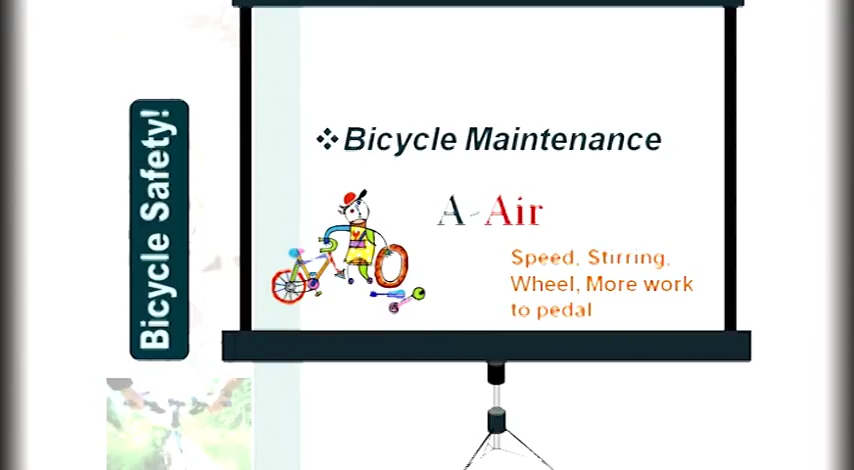 Bicycle Safety!
❖ Bicycle Maintenance
A-Air
Speed, Stirring,
Wheel, More work
to pedal